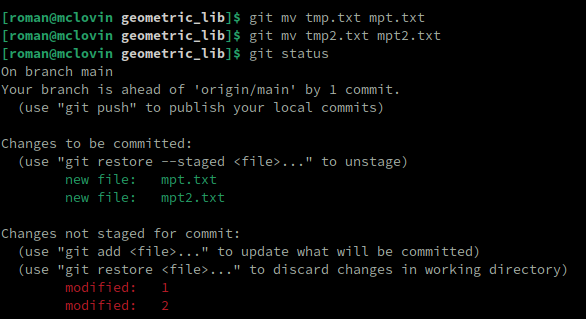 [roman@mclovin geometric_lib]$ git mv tmp.txt mpt.txt
[roman@mclovin geometric_lib]$ git mv tmp2.txt mpt2.txt
[roman@mclovin geometric_lib]$ git status
On branch main
Your branch is ahead of 'origin/main' by 1 commit.
  (use "git push" to publish your local commits)

Changes to be committed:
  (use "git restore --staged <file>..." to unstage)
        new file:   mpt.txt
        new file:   mpt2.txt

Changes not staged for commit:
  (use "git add <file>..." to update what will be committed)
  (use "git restore <file>..." to discard changes in working directory)
        modified:   1
        modified:   2